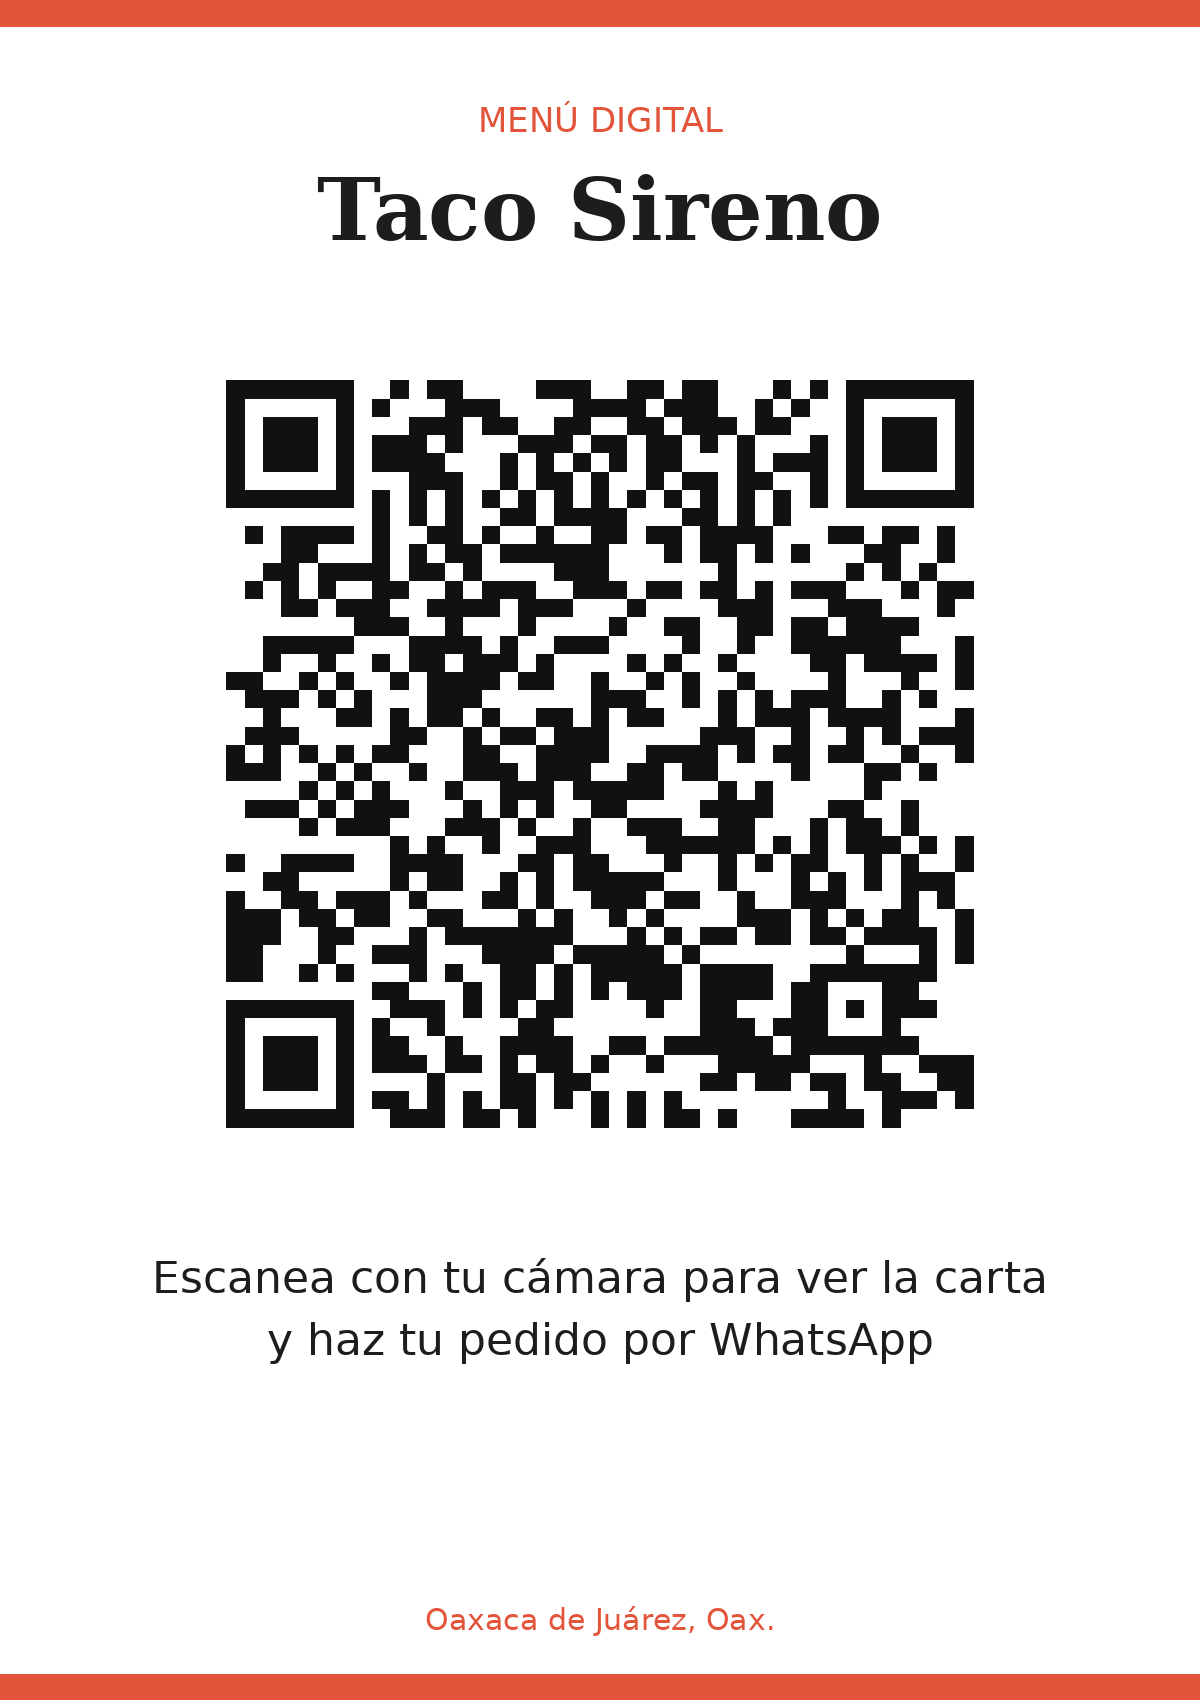 MENÚ DIGITAL
Taco Sireno
Escanea con tu cámara para ver la carta
y haz tu pedido por WhatsApp
Oaxaca de Juárez, Oax.